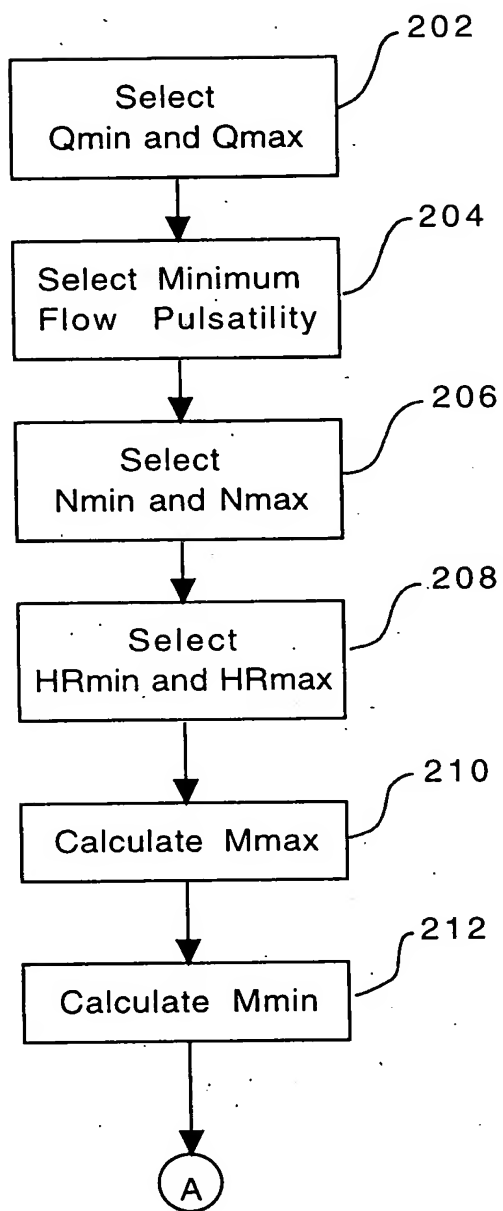 202
Select
Qmin and Qmax
204
Select Minimum
Flow Pulsatility
206
Select
Nmin and Nmax
208
Select
HRmin and HRmax
210
Calculate Mmax
212
Calculate Mmin
A